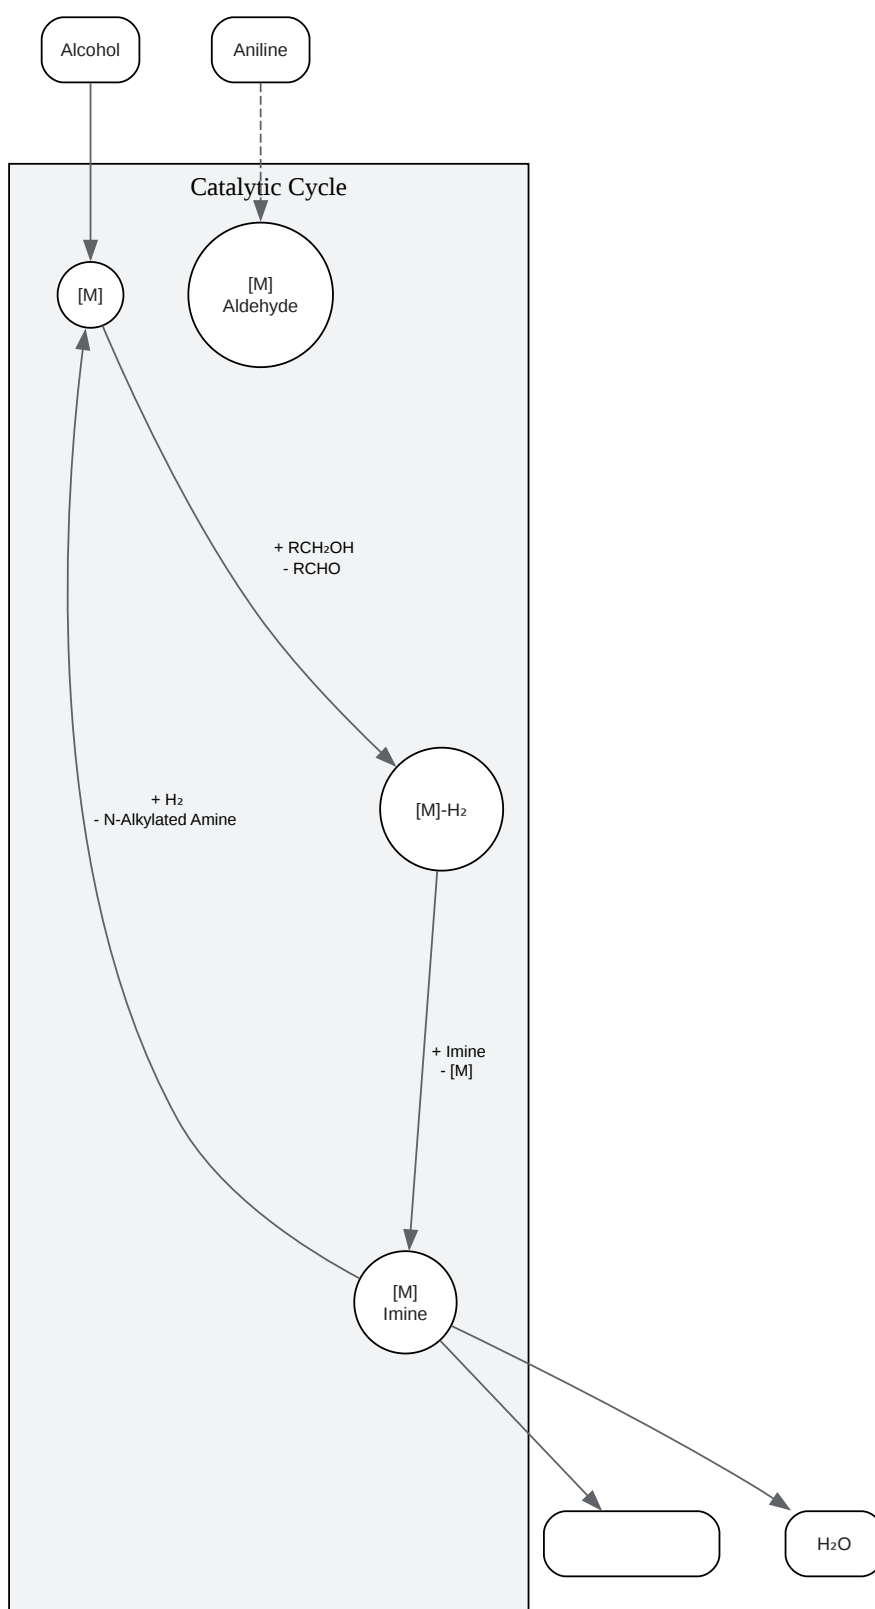 Alcohol
Aniline
Catalytic Cycle
[M]
[M]
Aldehyde
+ RCH₂OH
- RCHO
+ H₂
- N-Alkylated Amine
[M]-H₂
+ Imine
- [M]
[M]
Imine
H₂O